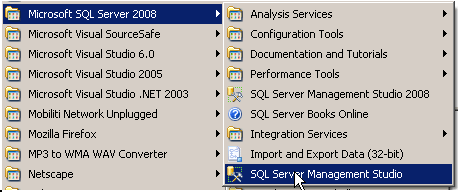 Microsoft SQL Server 2008
Microsoft Visual SourceSafe
Microsoft Visual Studio 6.0
Microsoft Visual Studio 2005
Microsoft Visual Studio .NET 2003
Mobiliti Network Unplugged
Mozilla Firefox
MP3 to WMA WAV Converter
Netscape
Analysis Services
Configuration Tools
Documentation and Tutorials
Performance Tools
SQL Server Management Studio 2008
SQL Server Books Online
Integration Services
Import and Export Data (32-bit)
SQL Server Management Studio